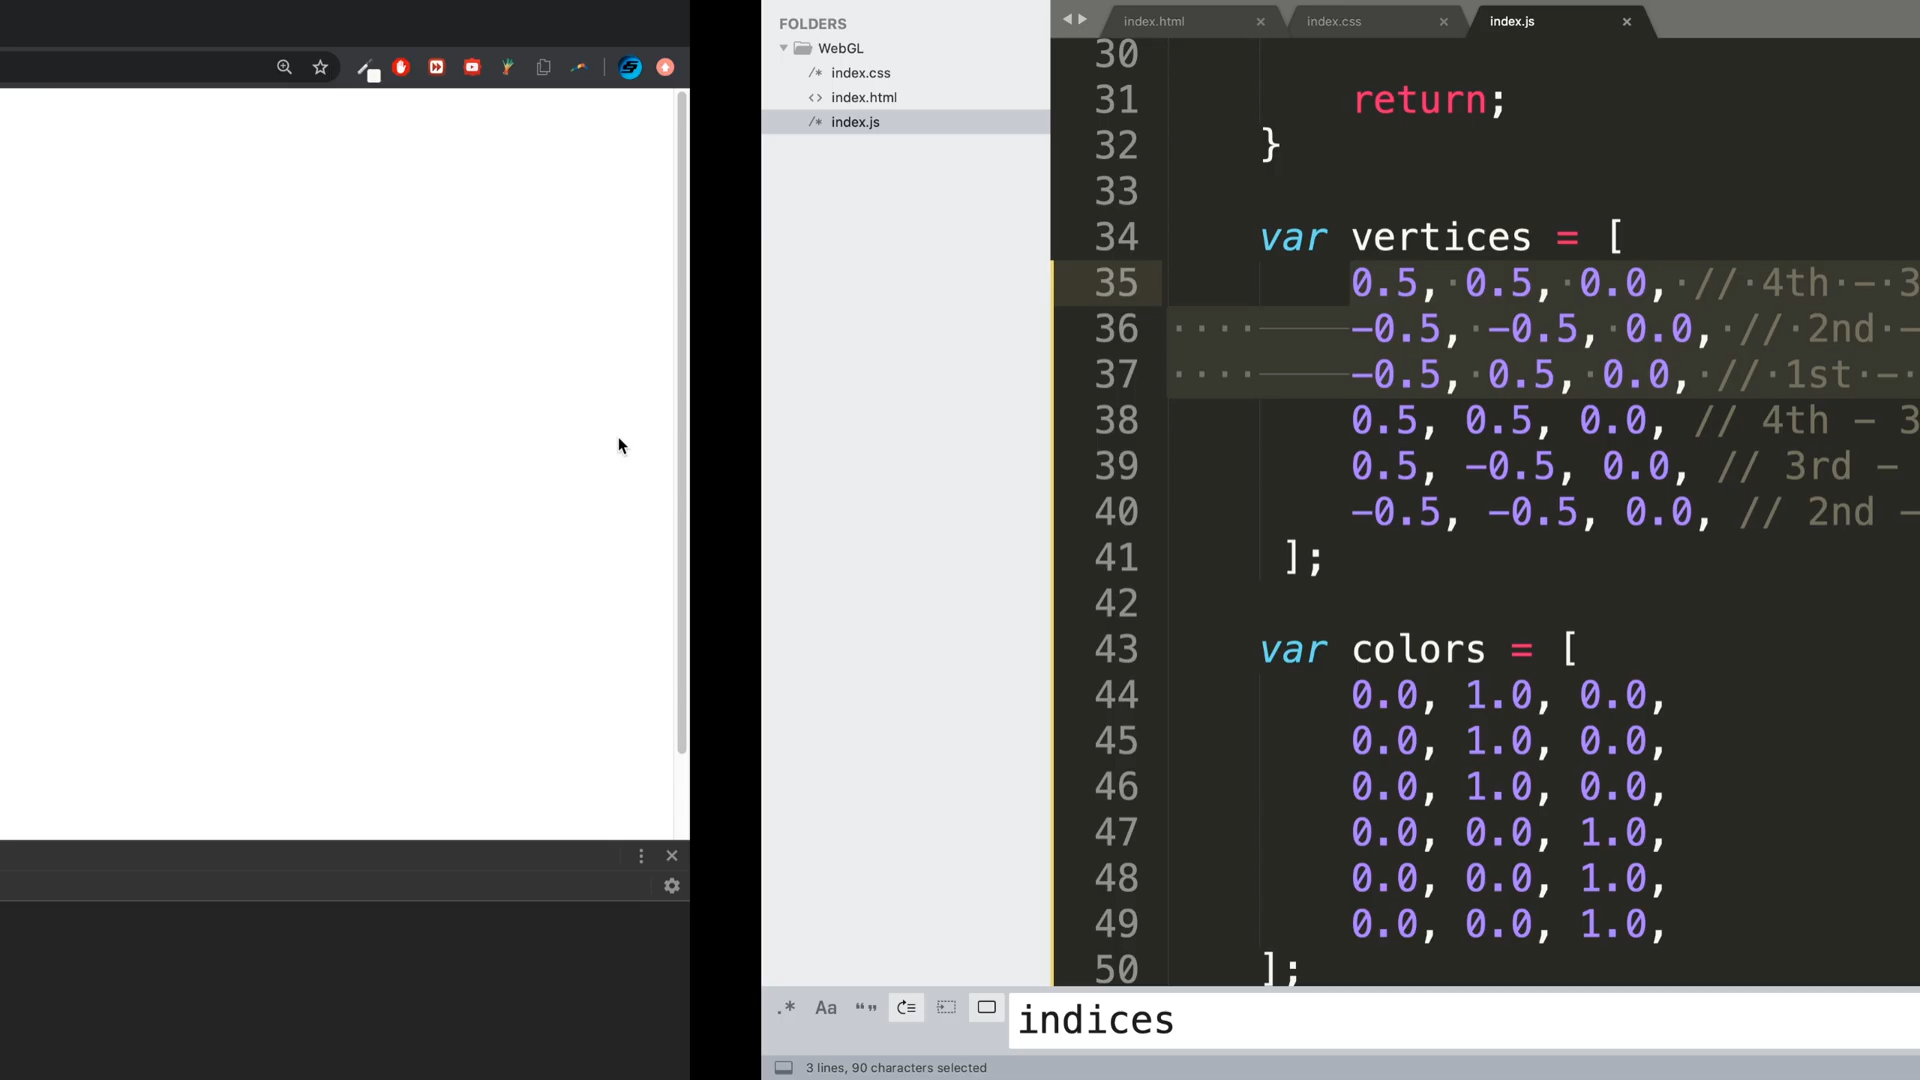 FOLDERS
WebGL
/* index.css
<> index.html
/* index.js
index.html ×
index.css ×
index.js ×
30
31 return;
32 }
33
34 var vertices = [
35 0.5, 0.5, 0.0, // 4th – 3
36 –0.5, –0.5, 0.0, // 2nd –
37 –0.5, 0.5, 0.0, // 1st –
38 0.5, 0.5, 0.0, // 4th – 3
39 0.5, –0.5, 0.0, // 3rd –
40 –0.5, –0.5, 0.0, // 2nd –
41 ];
42
43 var colors = [
44 0.0, 1.0, 0.0,
45 0.0, 1.0, 0.0,
46 0.0, 1.0, 0.0,
47 0.0, 0.0, 1.0,
48 0.0, 0.0, 1.0,
49 0.0, 0.0, 1.0,
50 ];
.* Aa “” indices
3 lines, 90 characters selected